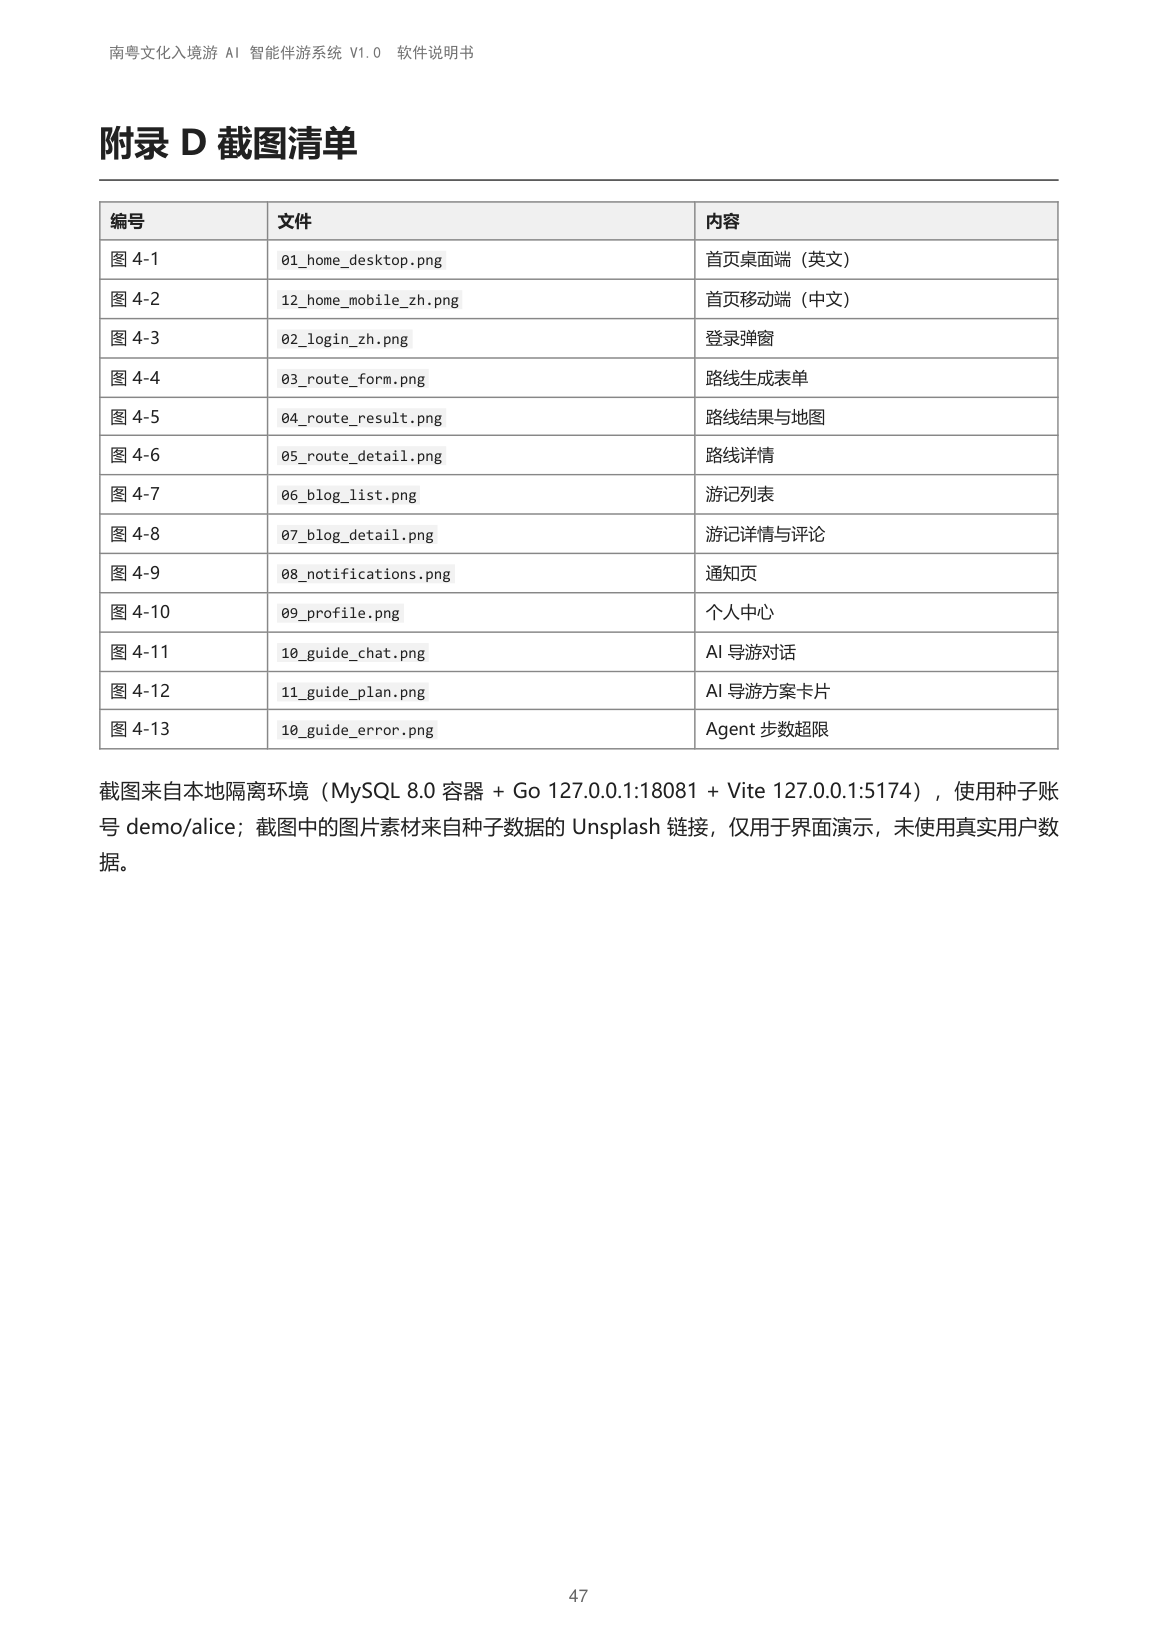 南粤文化入境游 AI 智能伴游系统 V1.0  软件说明书
附录 D 截图清单
编号 文件 内容
图 4-1 01_home_desktop.png 首页桌面端（英文）
图 4-2 12_home_mobile_zh.png 首页移动端（中文）
图 4-3 02_login_zh.png 登录弹窗
图 4-4 03_route_form.png 路线生成表单
图 4-5 04_route_result.png 路线结果与地图
图 4-6 05_route_detail.png 路线详情
图 4-7 06_blog_list.png 游记列表
图 4-8 07_blog_detail.png 游记详情与评论
图 4-9 08_notifications.png 通知页
图 4-10 09_profile.png 个人中心
图 4-11 10_guide_chat.png AI 导游对话
图 4-12 11_guide_plan.png AI 导游方案卡片
图 4-13 10_guide_error.png Agent 步数超限
截图来自本地隔离环境（MySQL 8.0 容器 + Go 127.0.0.1:18081 + Vite 127.0.0.1:5174），使用种子账
号 demo/alice；截图中的图片素材来自种子数据的 Unsplash 链接，仅用于界面演示，未使用真实用户数
据。
47